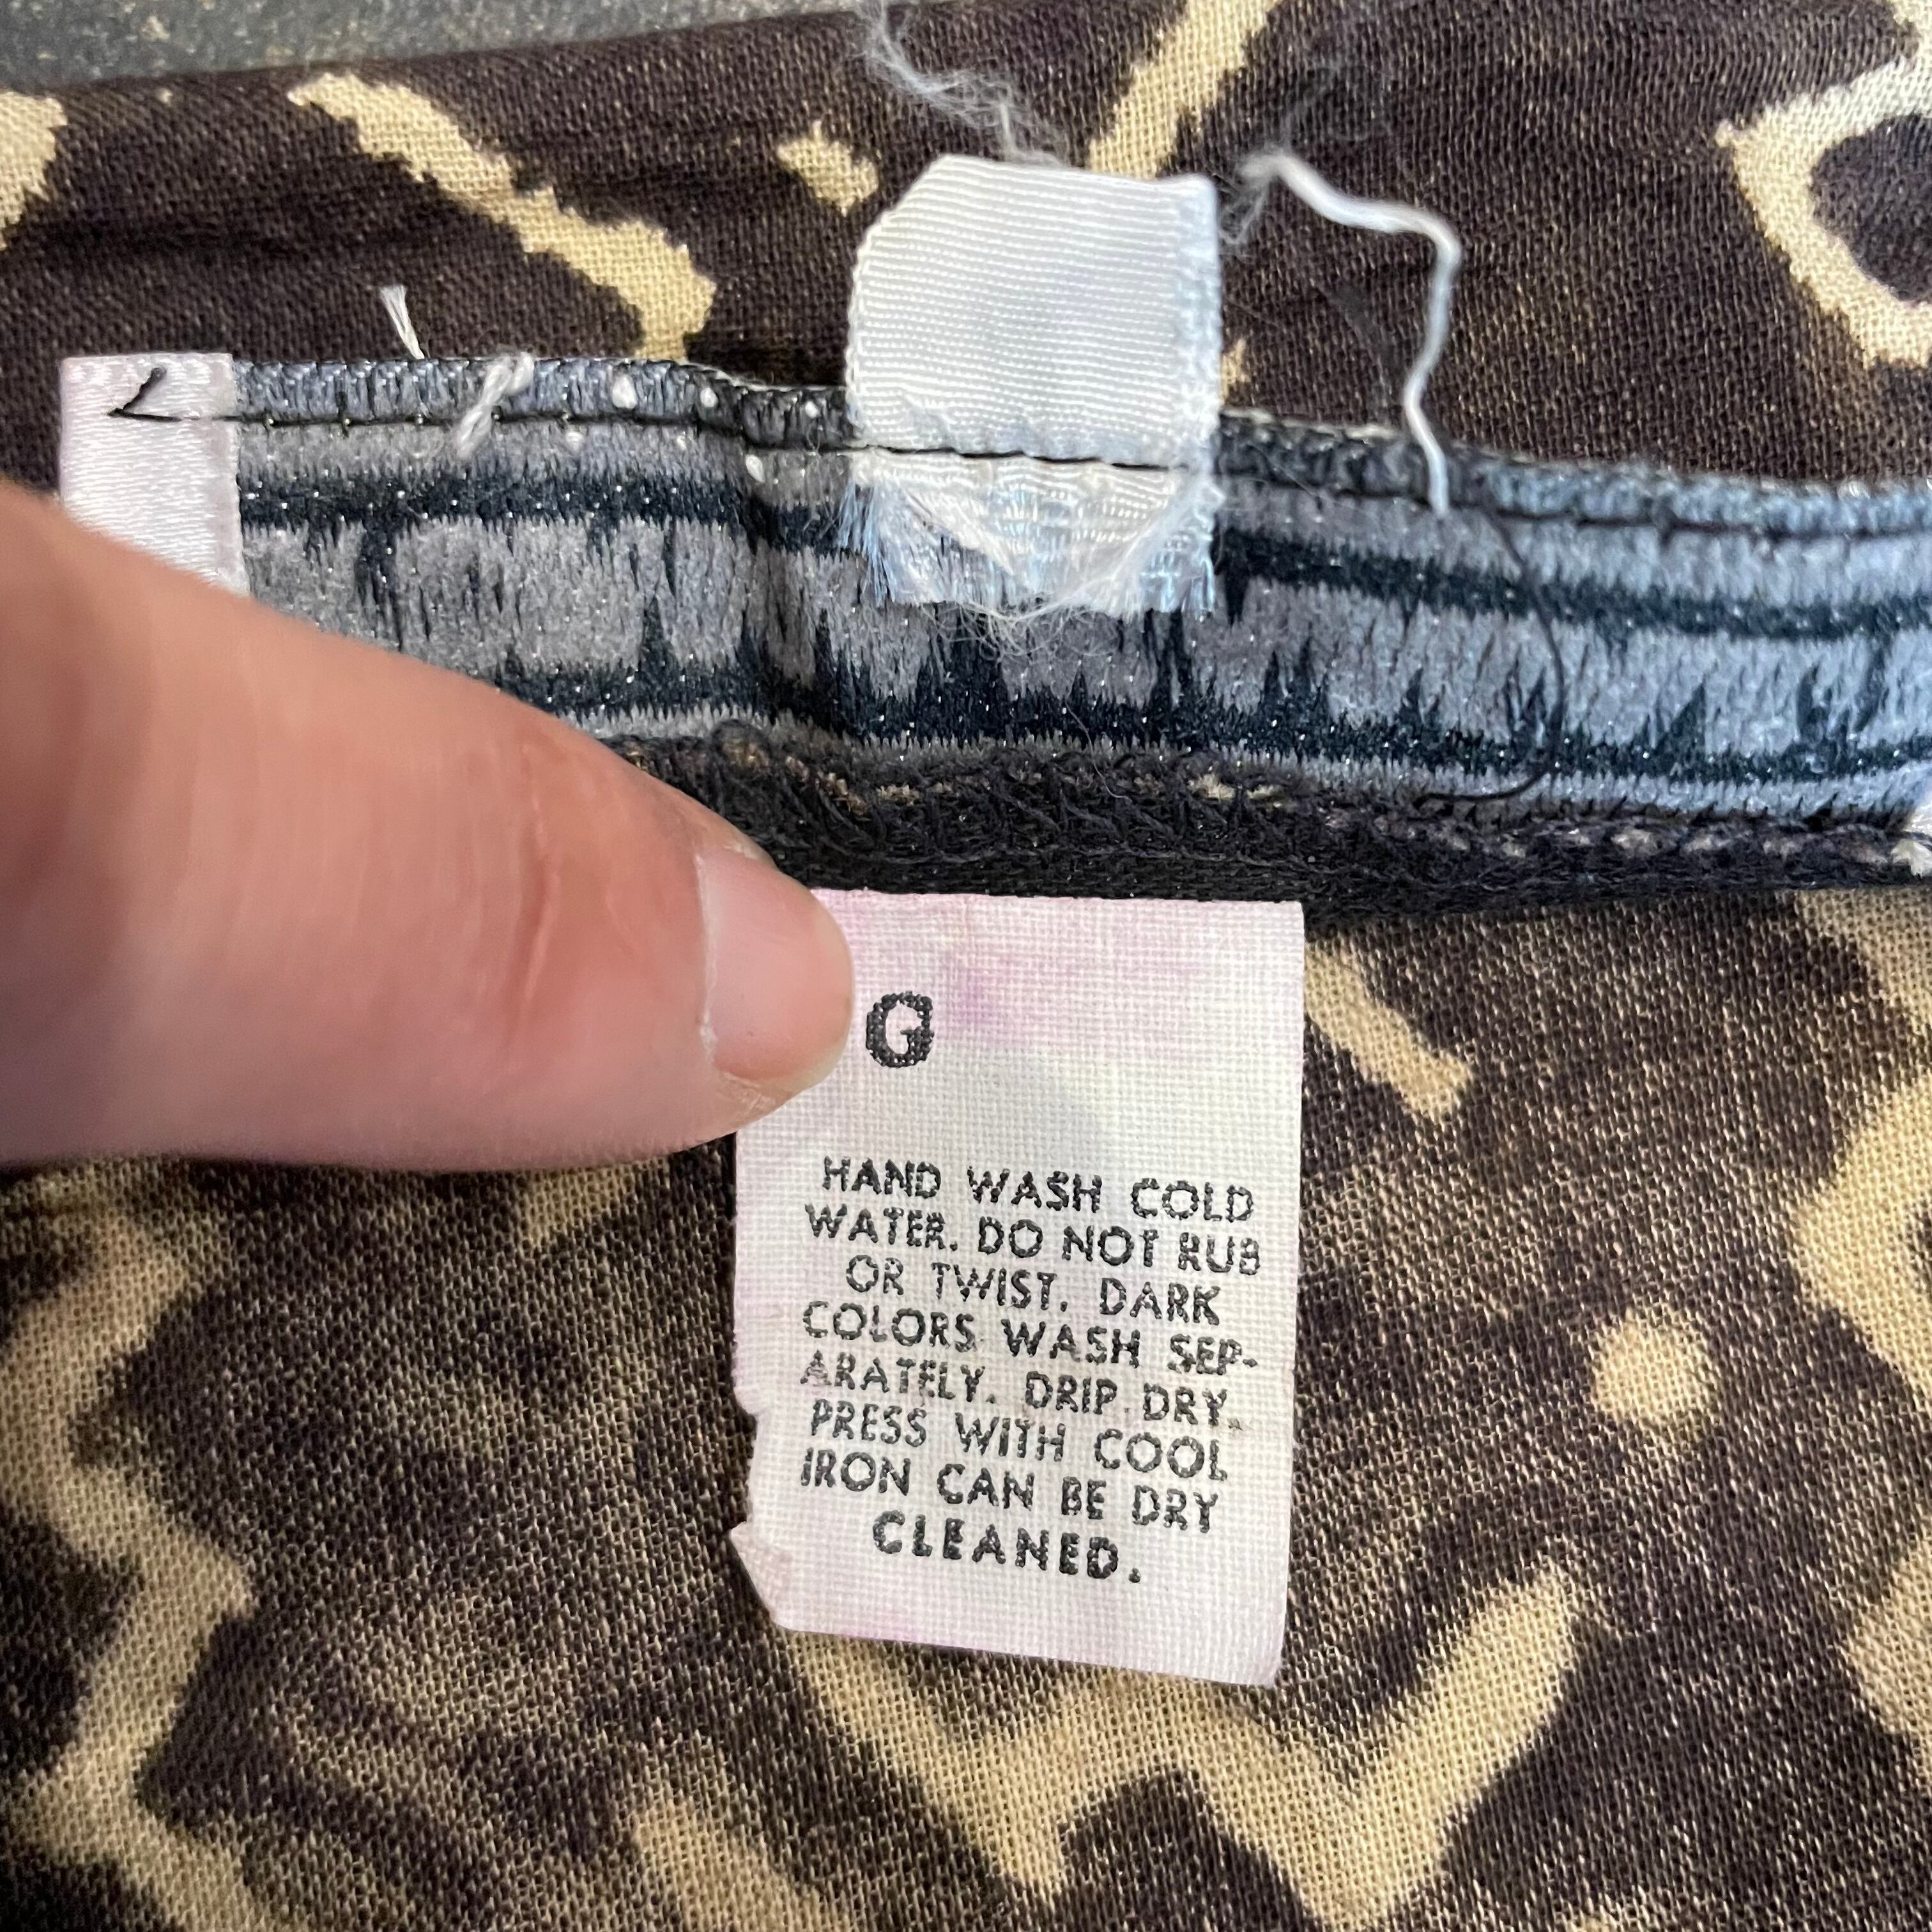 G
HAND WASH COLD
WATER. DO NOT RUB
OR TWIST. DARK
COLORS WASH SEP-
ARATELY. DRIP DRY.
PRESS WITH COOL
IRON CAN BE DRY
CLEANED.